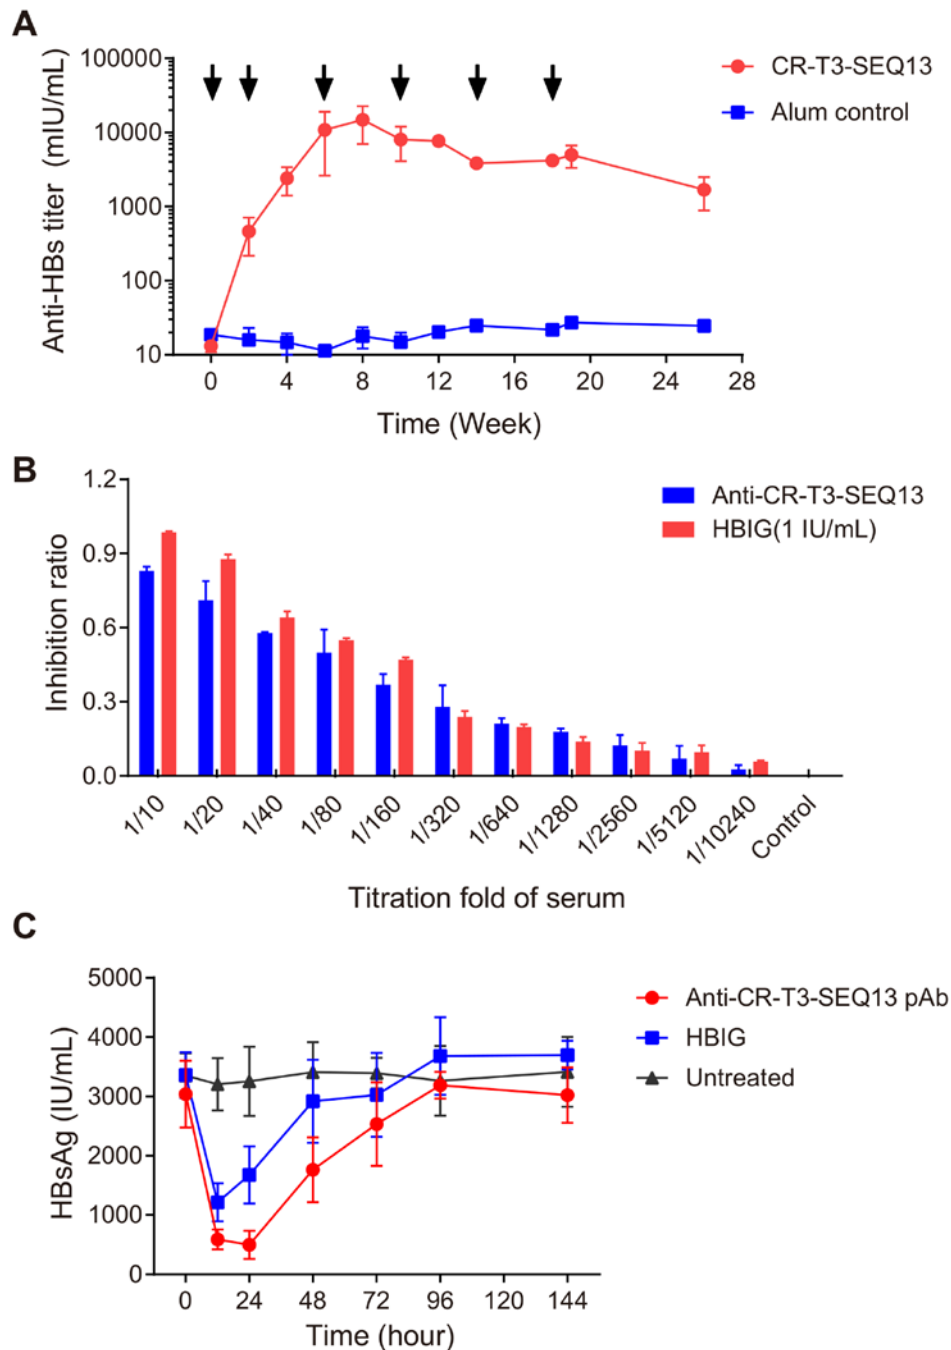 A
Anti-HBs titer (mIU/mL)
100000
10000
1000
100
10
0 4 8 12 16 20 24 28
Time (Week)
CR-T3-SEQ13
Alum control
B
Inhibition ratio
1.2
0.9
0.6
0.3
0.0
1/10 1/20 1/40 1/80 1/160 1/320 1/640 1/1280 1/2560 1/5120 1/10240 Control
Titration fold of serum
Anti-CR-T3-SEQ13
HBIG(1 IU/mL)
C
HBsAg (IU/mL)
5000
4000
3000
2000
1000
0
0 24 48 72 96 120 144
Time (hour)
Anti-CR-T3-SEQ13 pAb
HBIG
Untreated